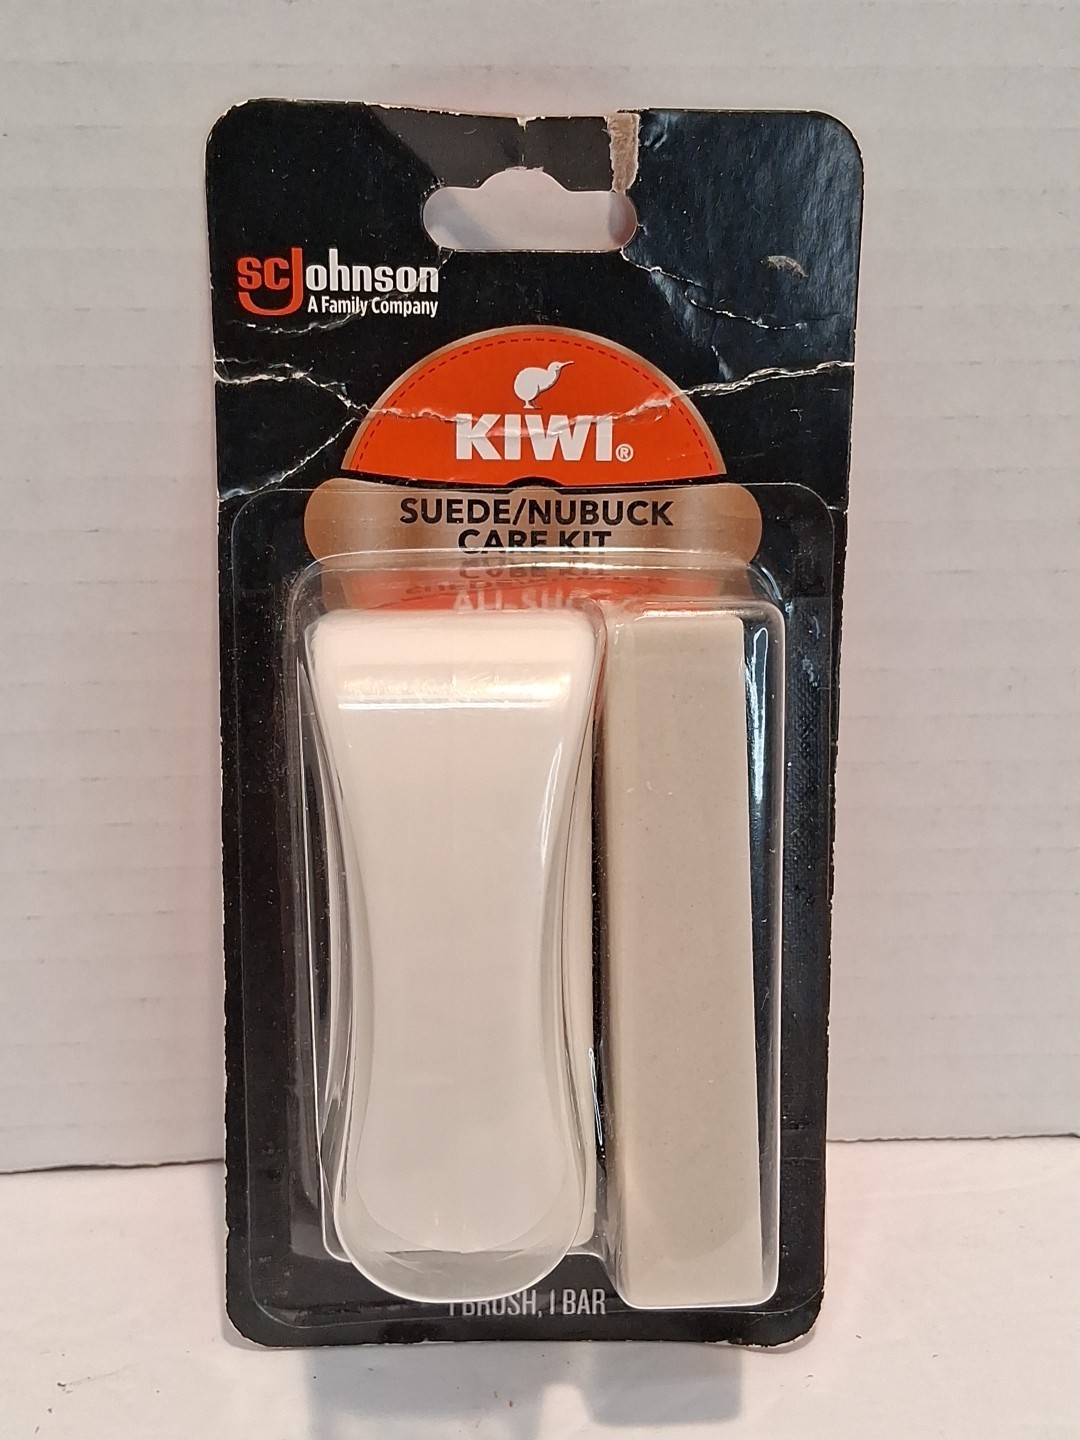 SCJohnson
A Family Company
KIWI®
SUEDE/NUBUCK
CARE KIT
1 BRUSH, 1 BAR